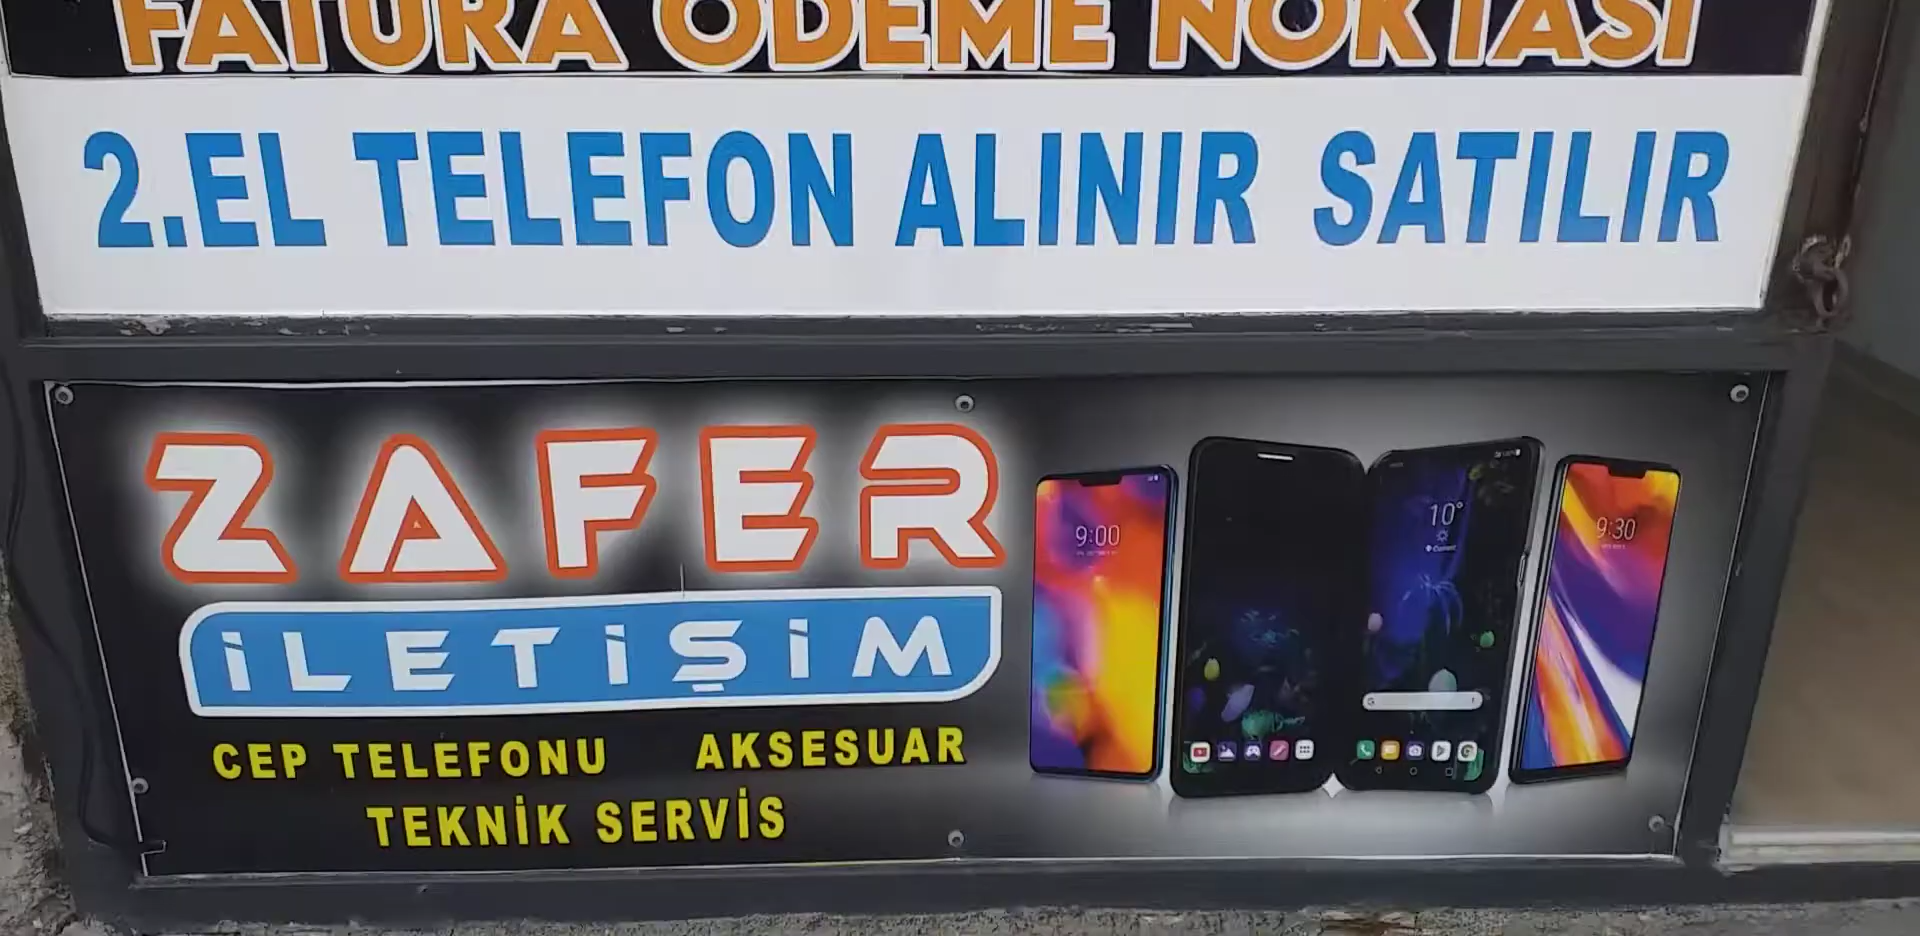 FATURA ÖDEME NOKTASI
2.EL TELEFON ALINIR SATILIR
ZAFER
İLETİŞİM
CEP TELEFONU AKSESUAR
TEKNİK SERVİS
9:00
10°
9:30